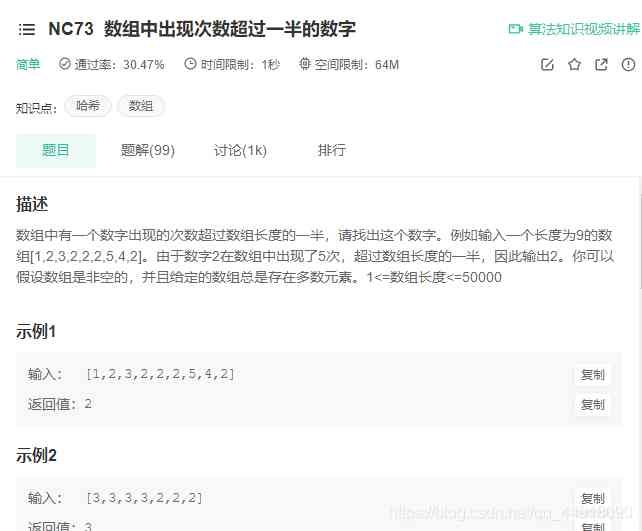 NC73 数组中出现次数超过一半的数字 算法知识视频讲解
简单 通过率：30.47% 时间限制：1秒 空间限制：64M
知识点： 哈希 数组
题目 题解(99) 讨论(1k) 排行
描述
数组中有一个数字出现的次数超过数组长度的一半，请找出这个数字。例如输入一个长度为9的数
组[1,2,3,2,2,2,5,4,2]。由于数字2在数组中出现了5次，超过数组长度的一半，因此输出2。你可以
假设数组是非空的，并且给定的数组总是存在多数元素。1<=数组长度<=50000
示例1
输入： [1,2,3,2,2,2,5,4,2] 复制
返回值：2 复制
示例2
输入： [3,3,3,3,2,2,2] 复制
返回值：3 复制